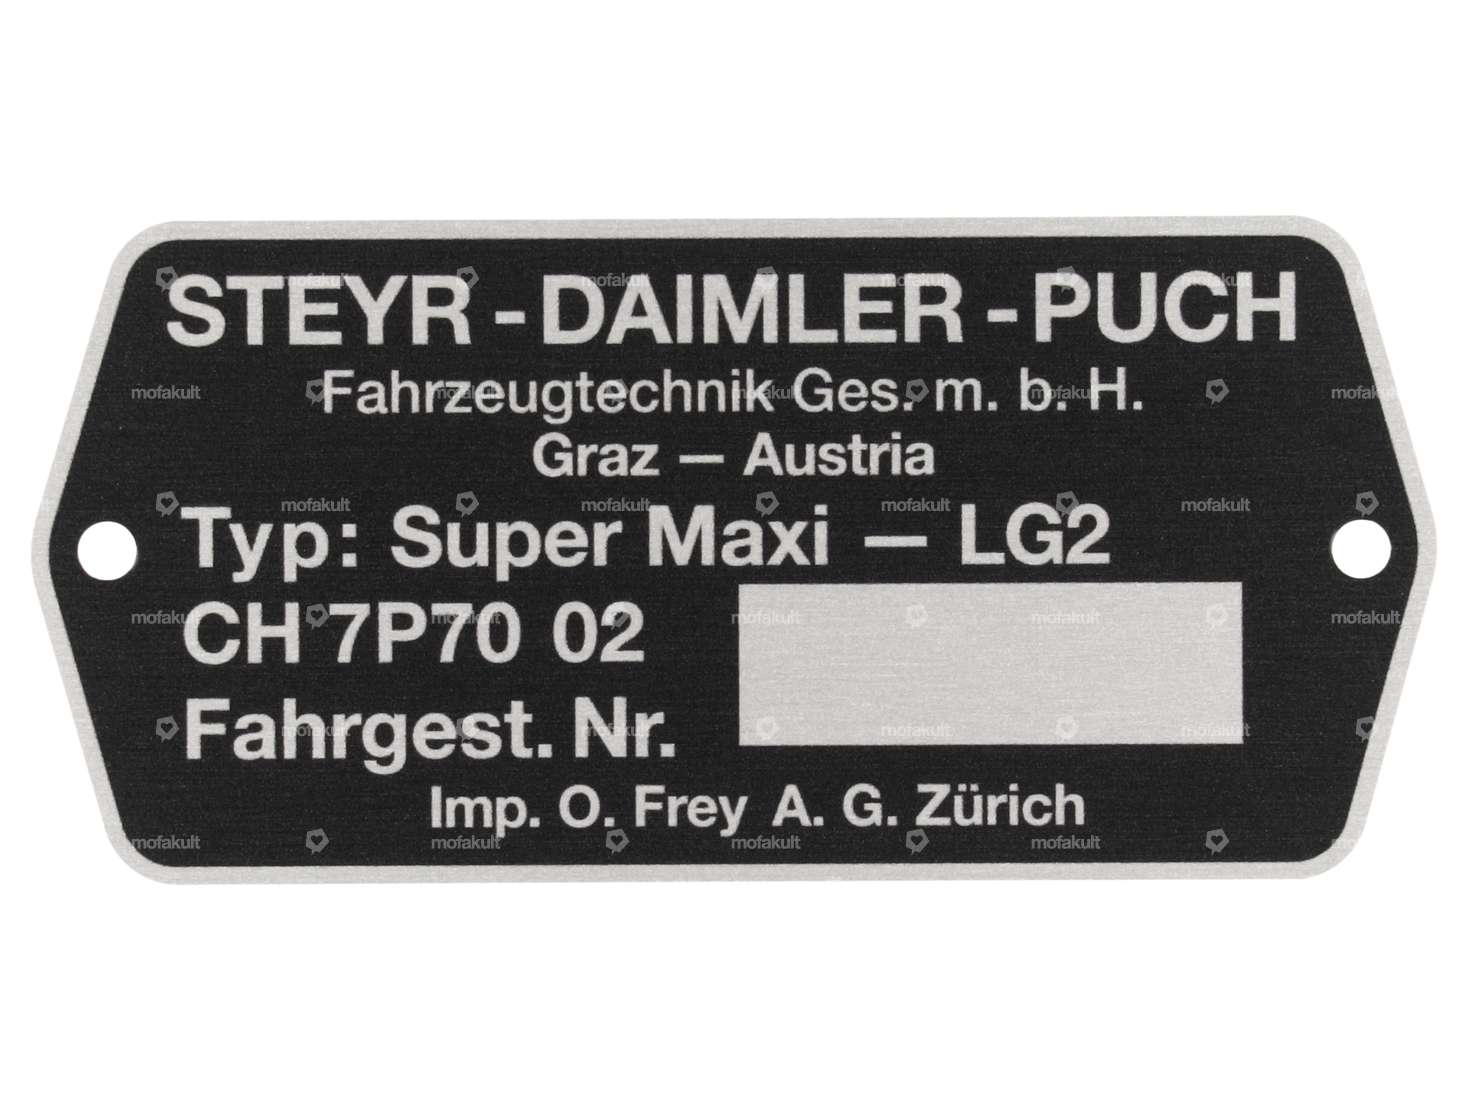 STEYR - DAIMLER - PUCH
Fahrzeugtechnik Ges. m. b. H.
Graz — Austria
Typ: Super Maxi — LG2
CH 7P70 02
Fahrgest. Nr.
Imp. O. Frey A. G. Zürich
mofakult